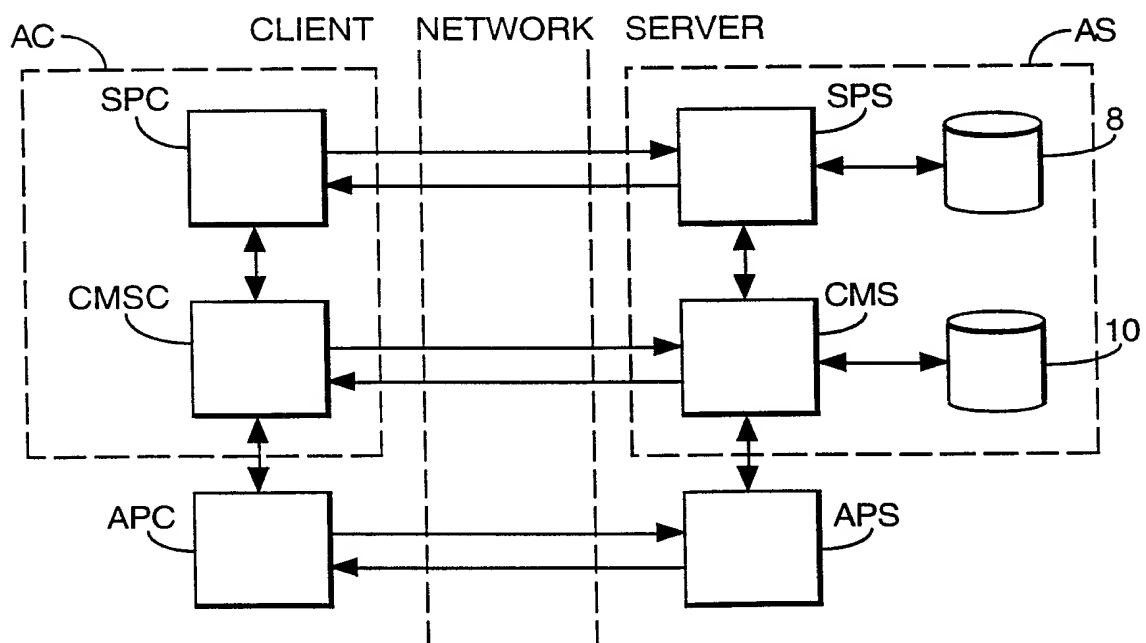 AC CLIENT NETWORK SERVER AS
SPC SPS 8
CMSC CMS 10
APC APS